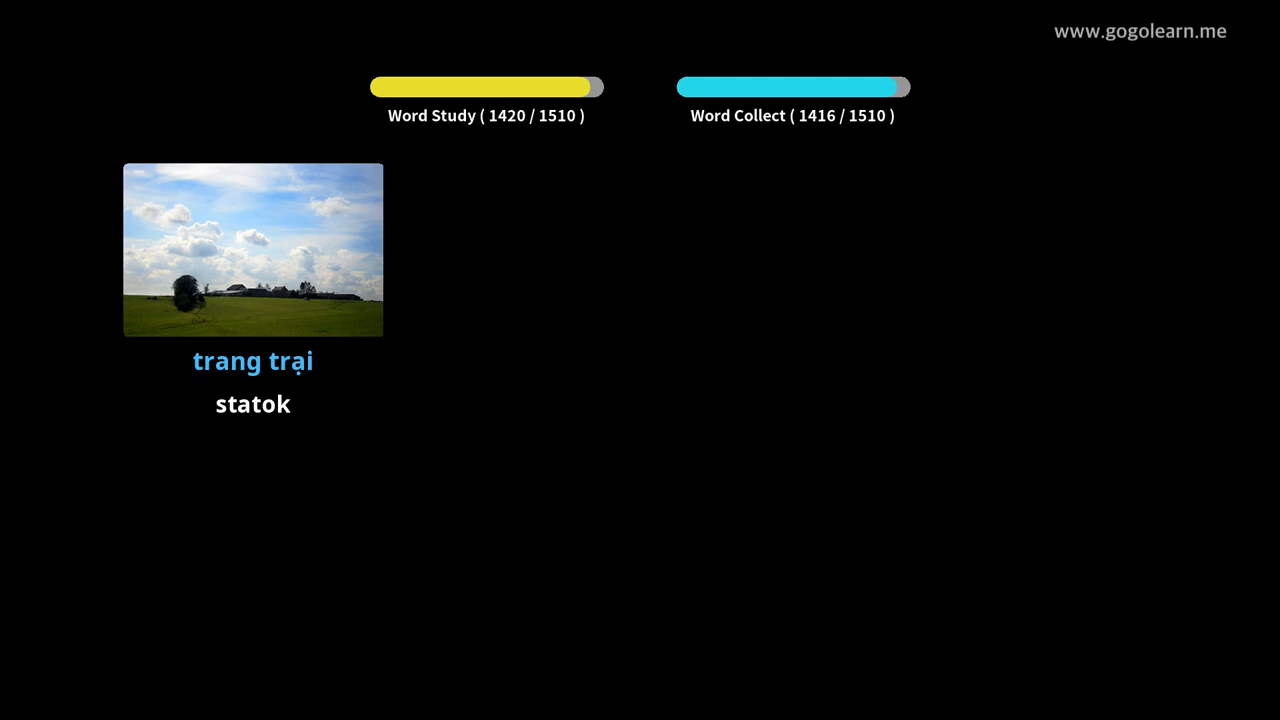 www.gogolearn.me
Word Study ( 1420 / 1510 )
Word Collect ( 1416 / 1510 )
trang trại
statok